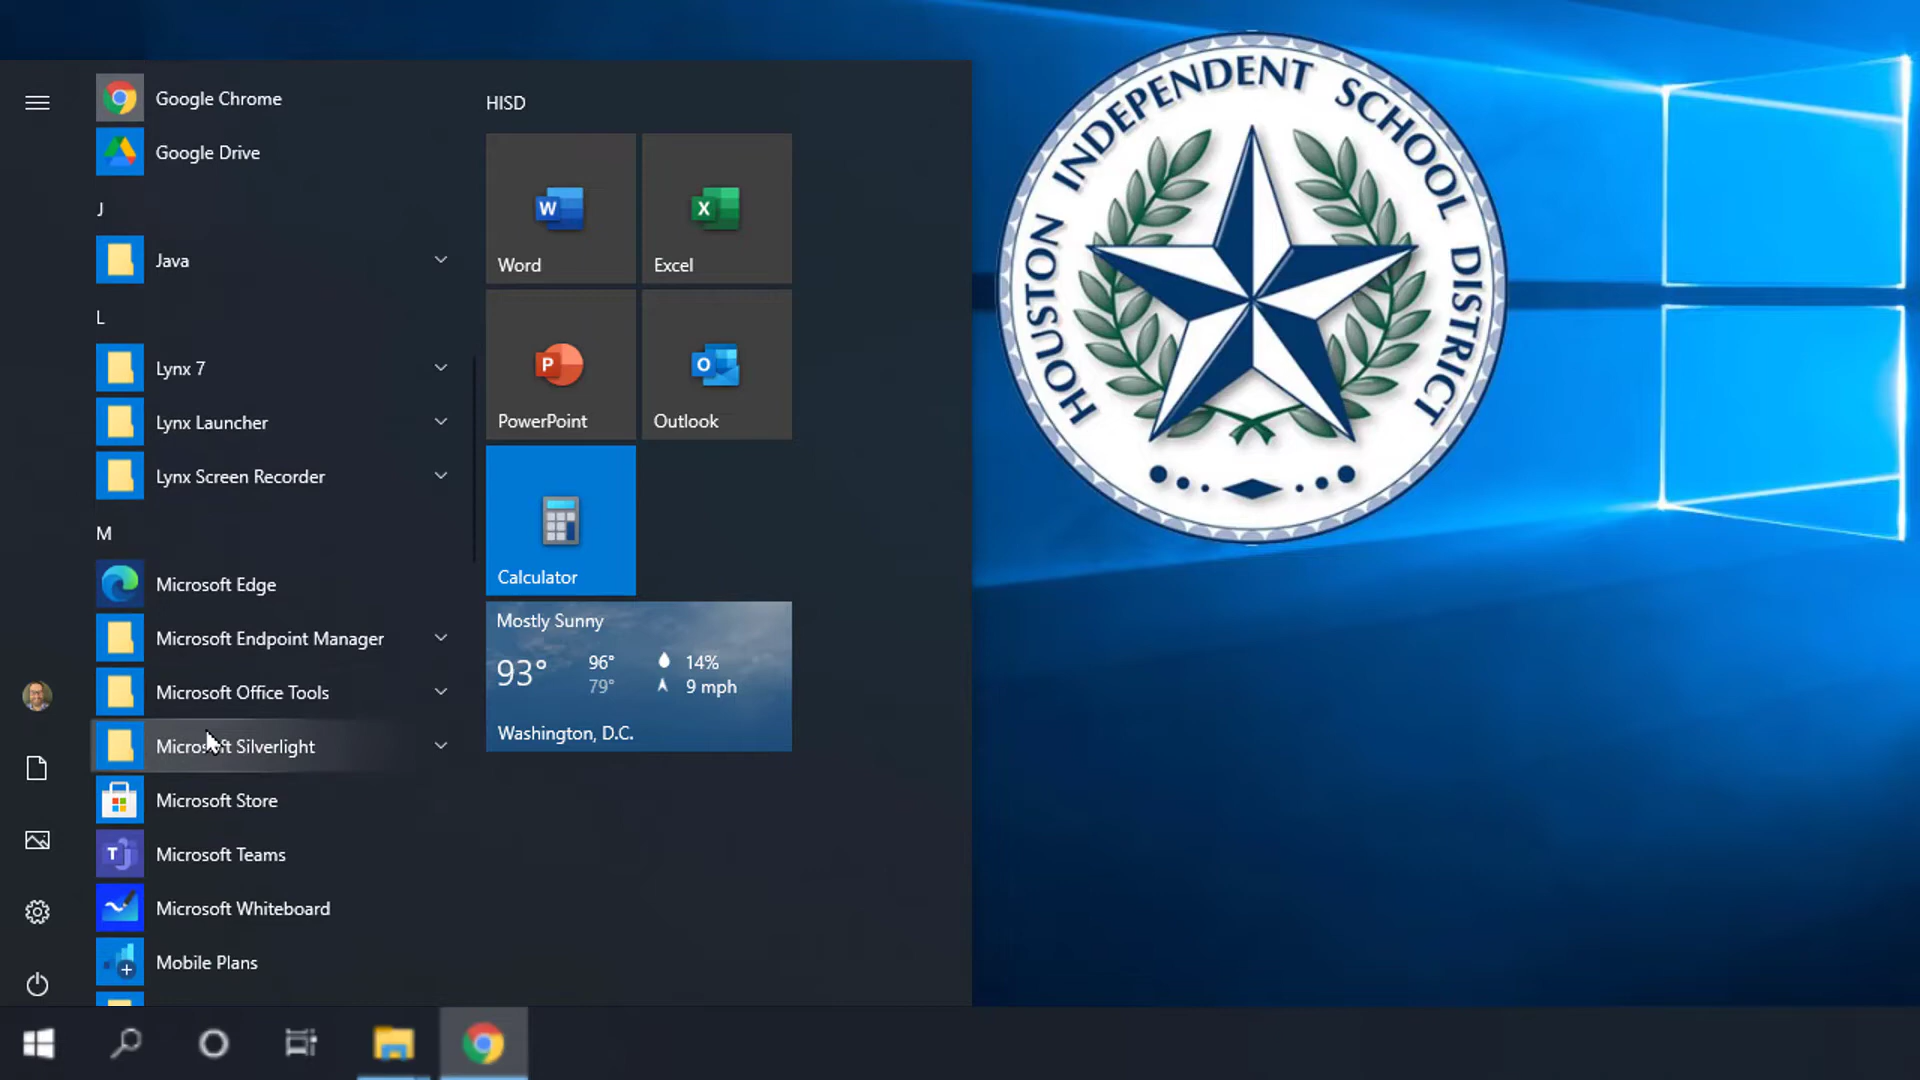 Google Chrome
Google Drive
J
Java
L
Lynx 7
Lynx Launcher
Lynx Screen Recorder
M
Microsoft Edge
Microsoft Endpoint Manager
Microsoft Office Tools
Microsoft Silverlight
Microsoft Store
Microsoft Teams
Microsoft Whiteboard
Mobile Plans
HISD
W
Word
X
Excel
P
PowerPoint
O
Outlook
Calculator
Mostly Sunny
93° 96° 14%
79° 9 mph
Washington, D.C.
T
HOUSTON INDEPENDENT SCHOOL DISTRICT